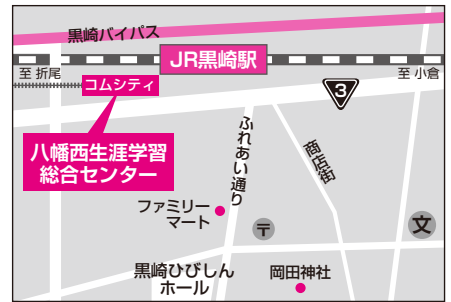 黒崎バイパス
JR黒崎駅
至 折尾
至 小倉
コムシティ
3
八幡西生涯学習
総合センター
ふれあい通り
商店街
ファミリー
マート
〒
文
黒崎ひびしん
ホール
岡田神社